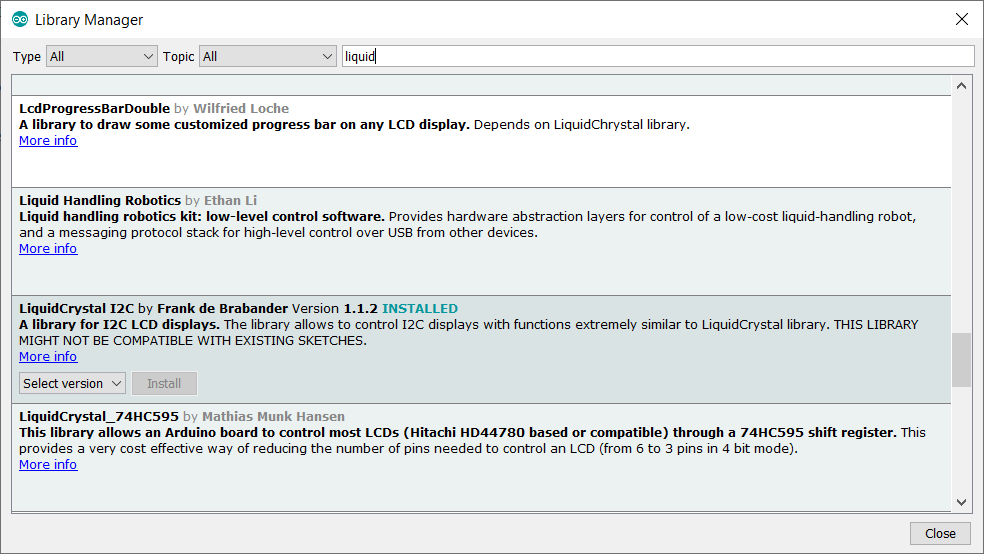 Library Manager
Type All Topic All liquid
LcdProgressBarDouble by Wilfried Loche
A library to draw some customized progress bar on any LCD display. Depends on LiquidChrystal library.
More info
Liquid Handling Robotics by Ethan Li
Liquid handling robotics kit: low-level control software. Provides hardware abstraction layers for control of a low-cost liquid-handling robot,
and a messaging protocol stack for high-level control over USB from other devices.
More info
LiquidCrystal I2C by Frank de Brabander Version 1.1.2 INSTALLED
A library for I2C LCD displays. The library allows to control I2C displays with functions extremely similar to LiquidCrystal library. THIS LIBRARY
MIGHT NOT BE COMPATIBLE WITH EXISTING SKETCHES.
More info
Select version Install
LiquidCrystal_74HC595 by Mathias Munk Hansen
This library allows an Arduino board to control most LCDs (Hitachi HD44780 based or compatible) through a 74HC595 shift register. This
provides a very cost effective way of reducing the number of pins needed to control an LCD (from 6 to 3 pins in 4 bit mode).
More info
Close